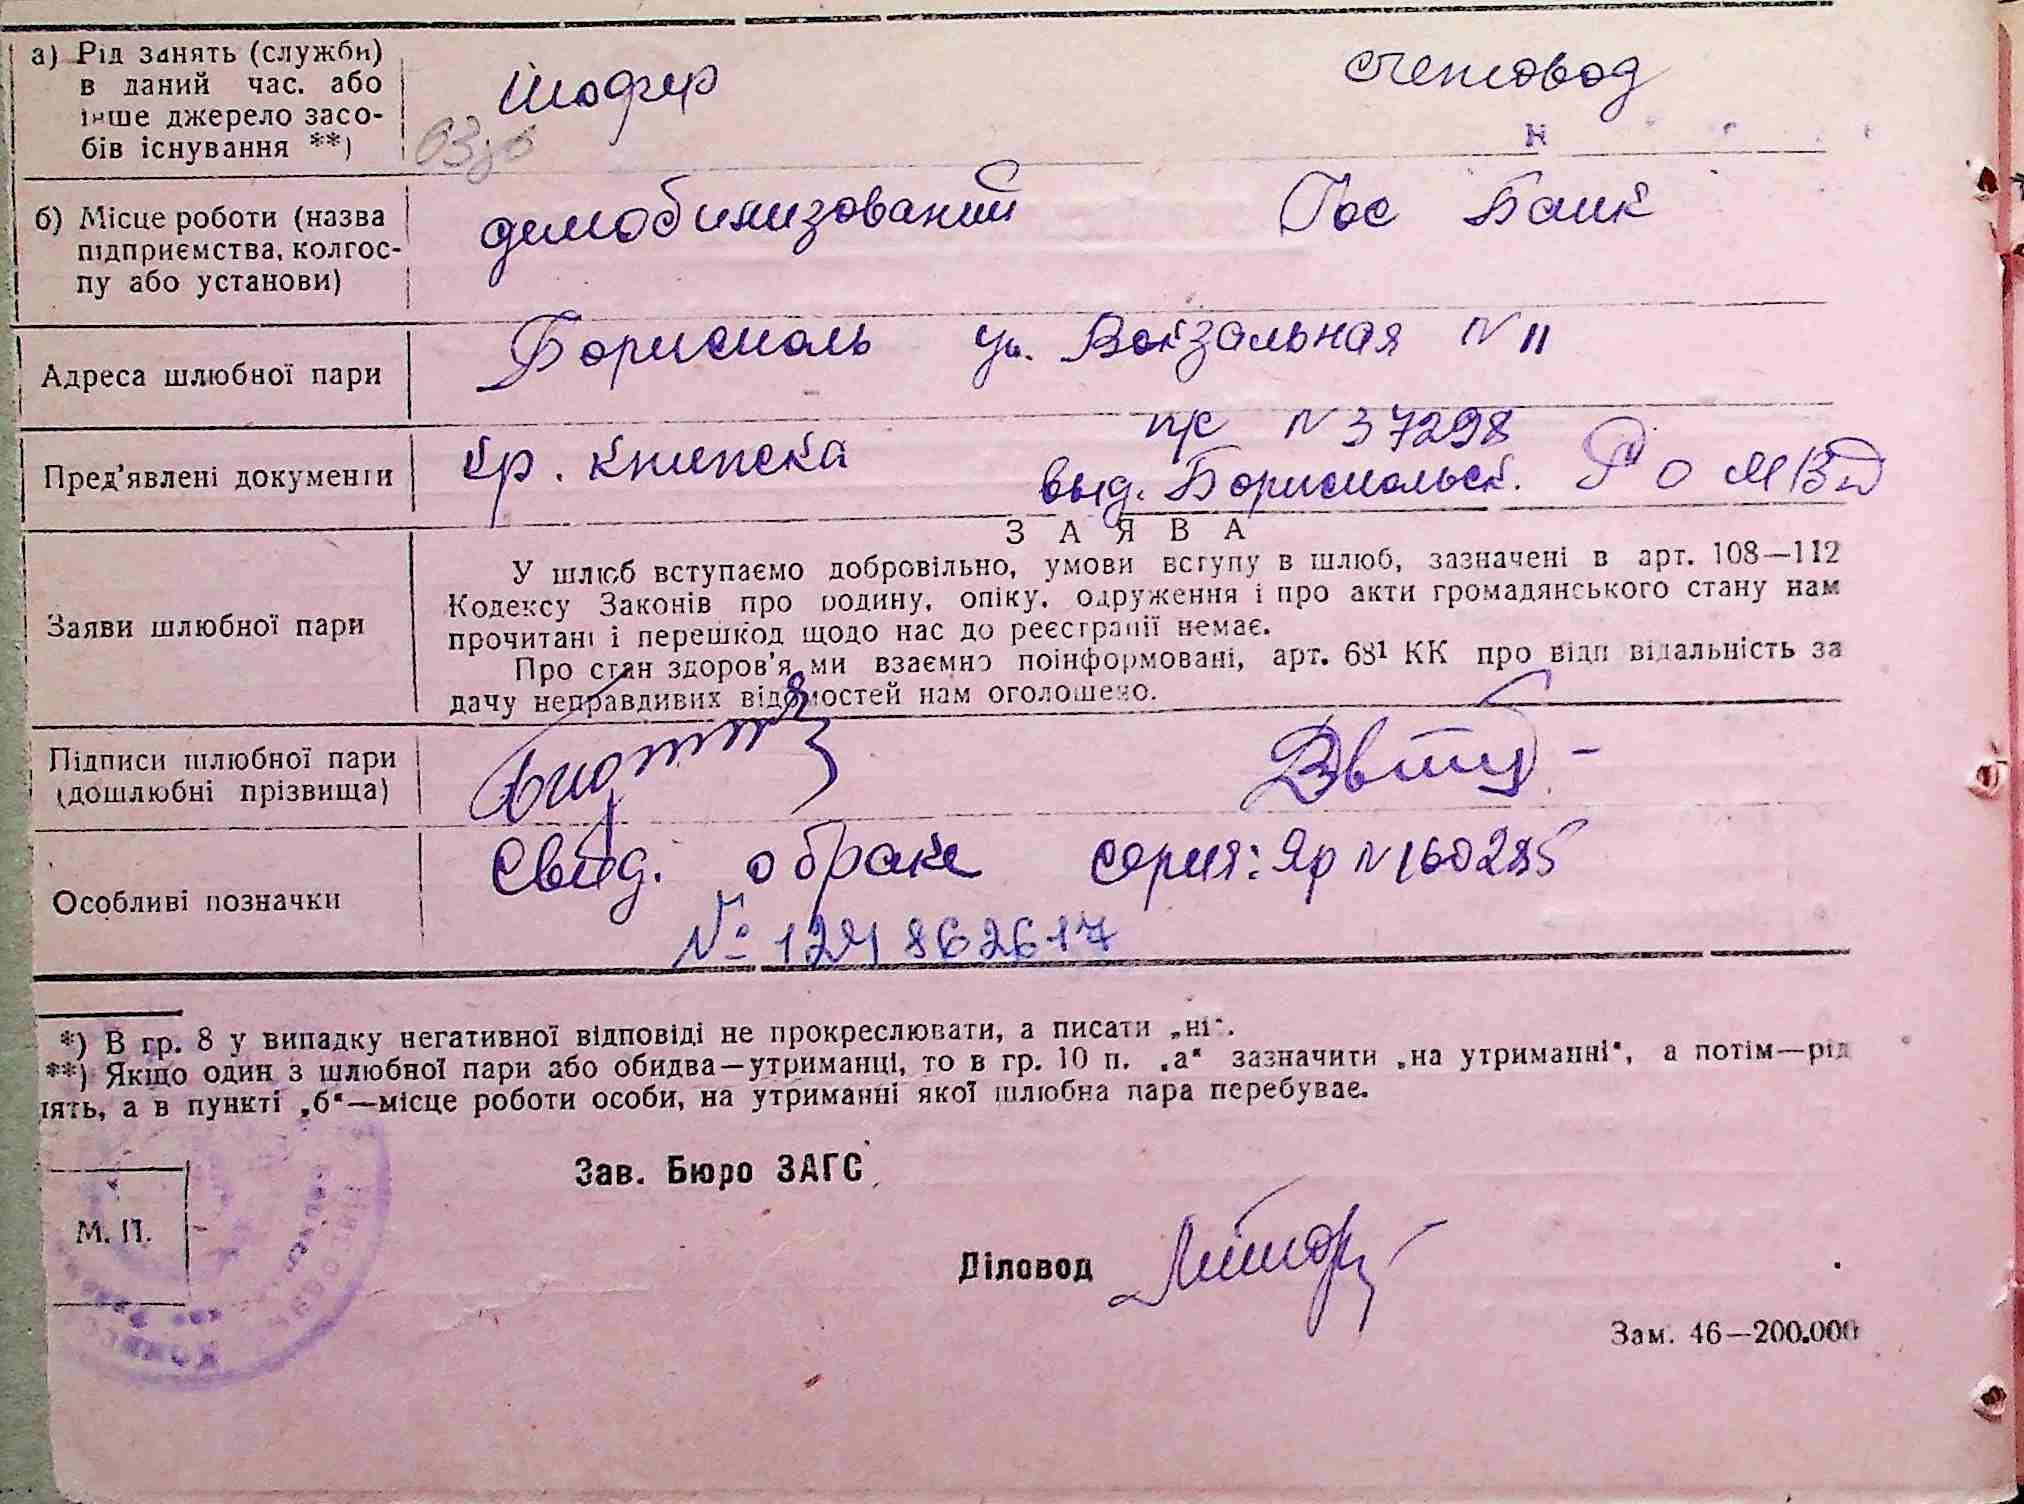 а) Рід занять (служби)
в даний час. або
інше джерело засо-
бів існування **)
шофер
счетовод
н
б) Місце роботи (назва
підприємства, колгос-
пу або установи)
демобилизований
Гос Банк
Адреса шлюбної пари
Борисполь ул. Вокзальная N 11
Пред'явлені документи
кр. книжка
п/с N 37298
выд. Бориспольск. РО МВД
ЗАЯВА
Заяви шлюбної пари
У шлюб вступаємо добровільно, умови вступу в шлюб, зазначені в арт. 108—112
Кодексу Законів про родину, опіку, одруження і про акти громадянського стану нам
прочитані і перешкод щодо нас до реєстрації немає.
Про стан здоров'я ми взаємно поінформовані, арт. 68¹ КК про відповідальність за
дачу неправдивих відомостей нам оголошено.
Підписи шлюбної пари
(дошлюбні прізвища)
Особливі позначки
Свид. о браке серия: Яр N 160285
№ 124862617
*) В гр. 8 у випадку негативної відповіді не прокреслювати, а писати „ні“.
**) Якщо один з шлюбної пари або обидва—утриманці, то в гр. 10 п. „а“ зазначити „на утриманні“, а потім—рід
нять, а в пункті „б“—місце роботи особи, на утриманні якої шлюбна пара перебуває.
Зав. Бюро ЗАГС
М. П.
Діловод
Зам. 46—200.000